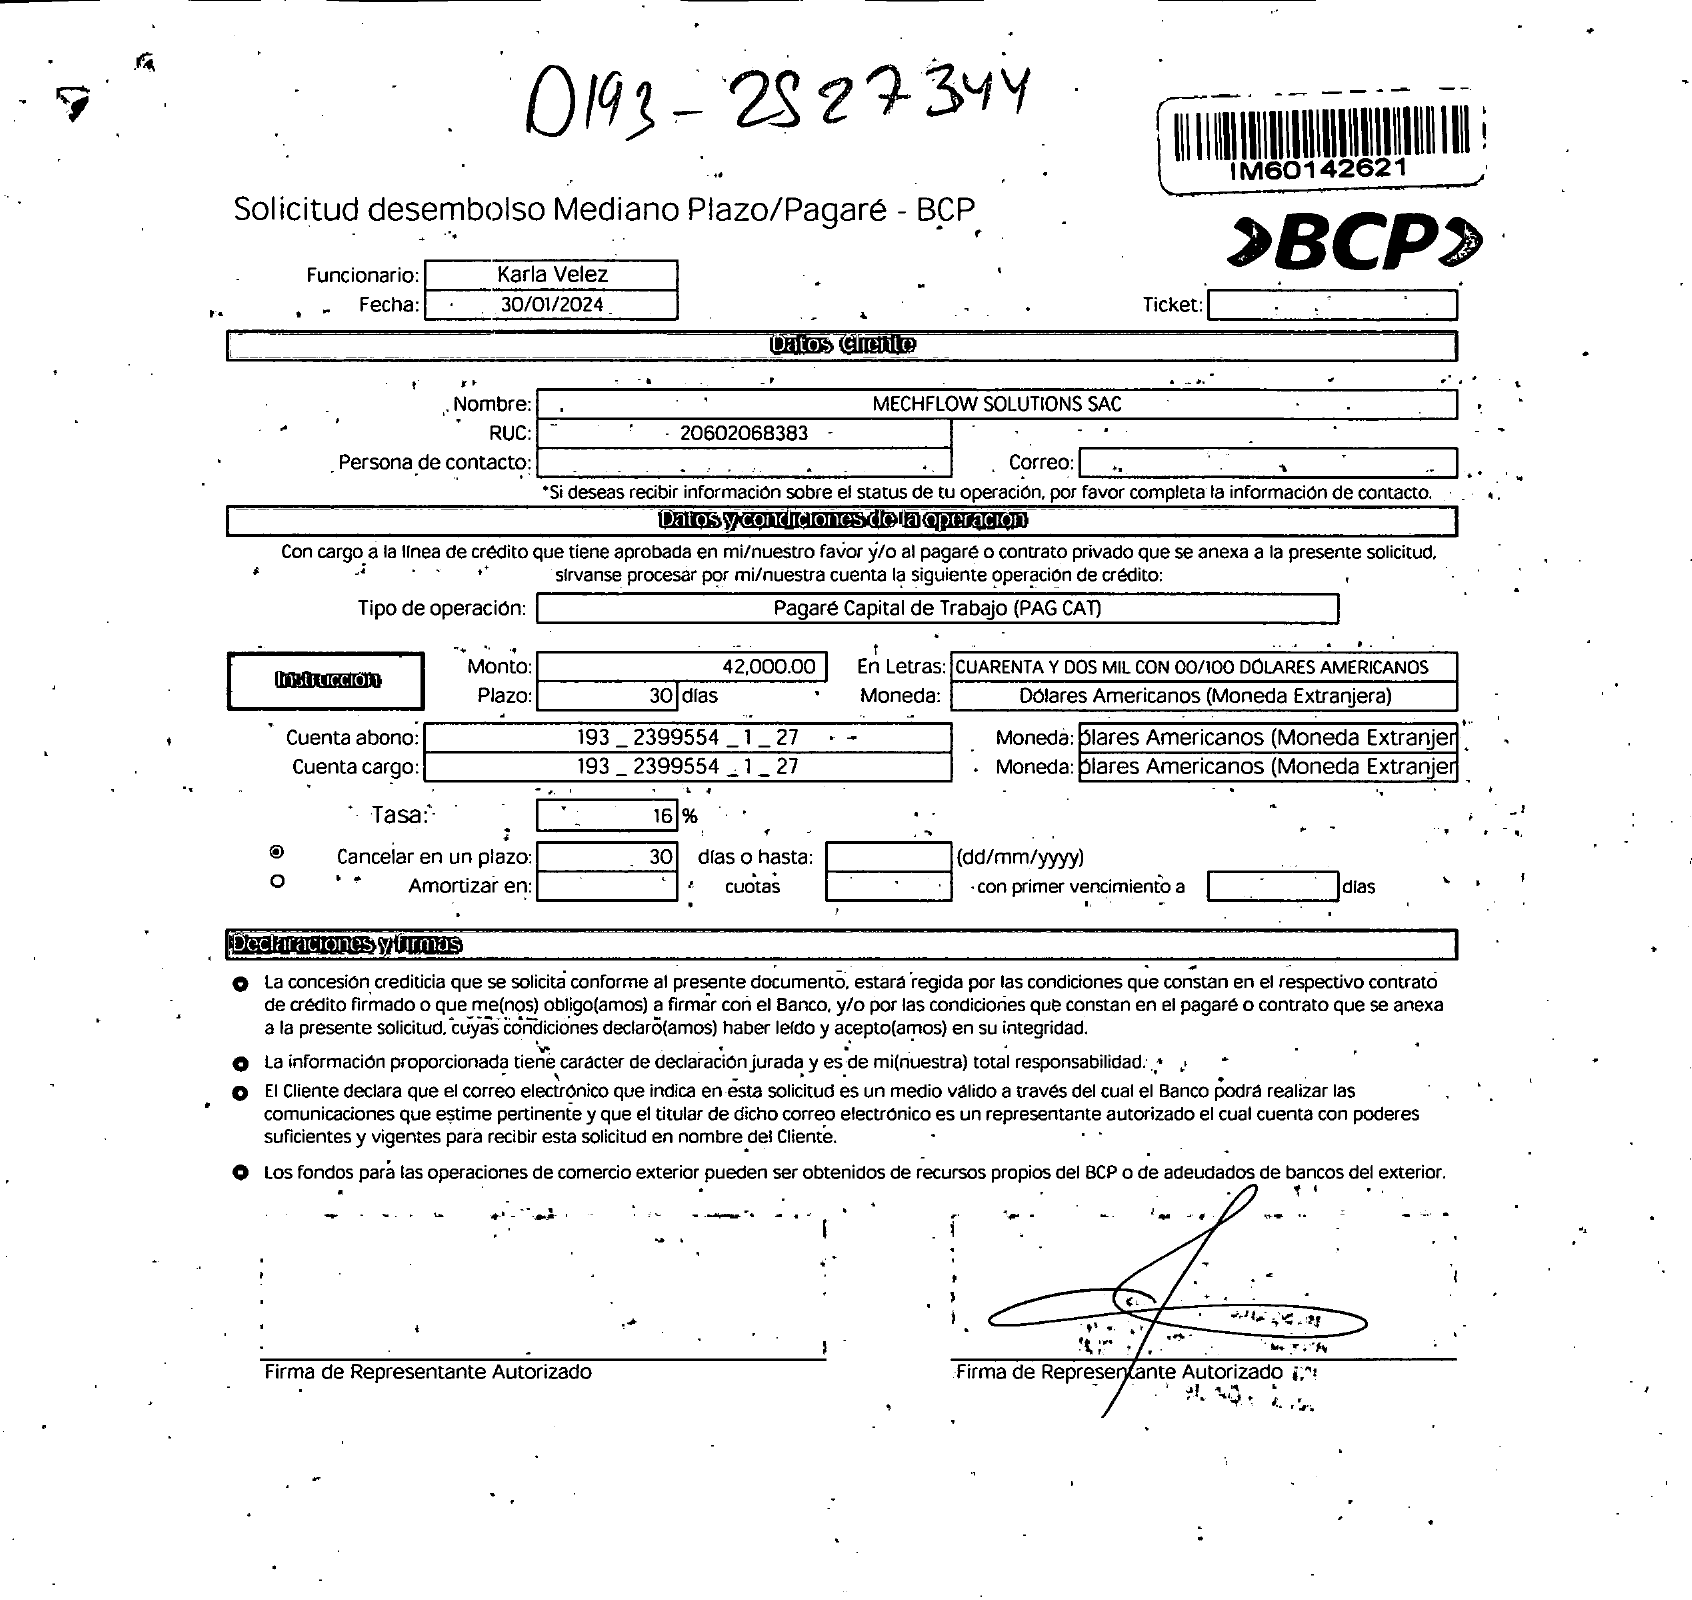 D193-2527344
IM60142621
Solicitud desembolso Mediano Plazo/Pagaré - BCP
BCP
Funcionario: Karla Velez
Fecha: 30/01/2024 Ticket:
Datos Cliente
Nombre: MECHFLOW SOLUTIONS SAC
RUC: 20602068383
Persona de contacto: Correo:
*Si deseas recibir información sobre el status de tu operación, por favor completa la información de contacto.
Datos y condiciones de la operación
Con cargo a la línea de crédito que tiene aprobada en mi/nuestro favor y/o al pagaré o contrato privado que se anexa a la presente solicitud,
sírvanse procesar por mi/nuestra cuenta la siguiente operación de crédito:
Tipo de operación: Pagaré Capital de Trabajo (PAG CAT)
Instrucción
Monto: 42,000.00 En Letras: CUARENTA Y DOS MIL CON 00/100 DÓLARES AMERICANOS
Plazo: 30 días Moneda: Dólares Americanos (Moneda Extranjera)
Cuenta abono: 193 _ 2399554 _ 1 _ 27 Moneda: ólares Americanos (Moneda Extranjer
Cuenta cargo: 193 _ 2399554 _ 1 _ 27 Moneda: ólares Americanos (Moneda Extranjer
Tasa: 16 %
Cancelar en un plazo: 30 días o hasta: (dd/mm/yyyy)
Amortizar en: cuotas con primer vencimiento a días
Declaraciones y firmas
La concesión crediticia que se solicita conforme al presente documento, estará regida por las condiciones que constan en el respectivo contrato
de crédito firmado o que me(nos) obligo(amos) a firmar con el Banco, y/o por las condiciones que constan en el pagaré o contrato que se anexa
a la presente solicitud, cuyas condiciones declaro(amos) haber leído y acepto(amos) en su integridad.
La información proporcionada tiene carácter de declaración jurada y es de mi(nuestra) total responsabilidad.
El Cliente declara que el correo electrónico que indica en esta solicitud es un medio válido a través del cual el Banco podrá realizar las
comunicaciones que estime pertinente y que el titular de dicho correo electrónico es un representante autorizado el cual cuenta con poderes
suficientes y vigentes para recibir esta solicitud en nombre del Cliente.
Los fondos para las operaciones de comercio exterior pueden ser obtenidos de recursos propios del BCP o de adeudados de bancos del exterior.
Firma de Representante Autorizado Firma de Representante Autorizado